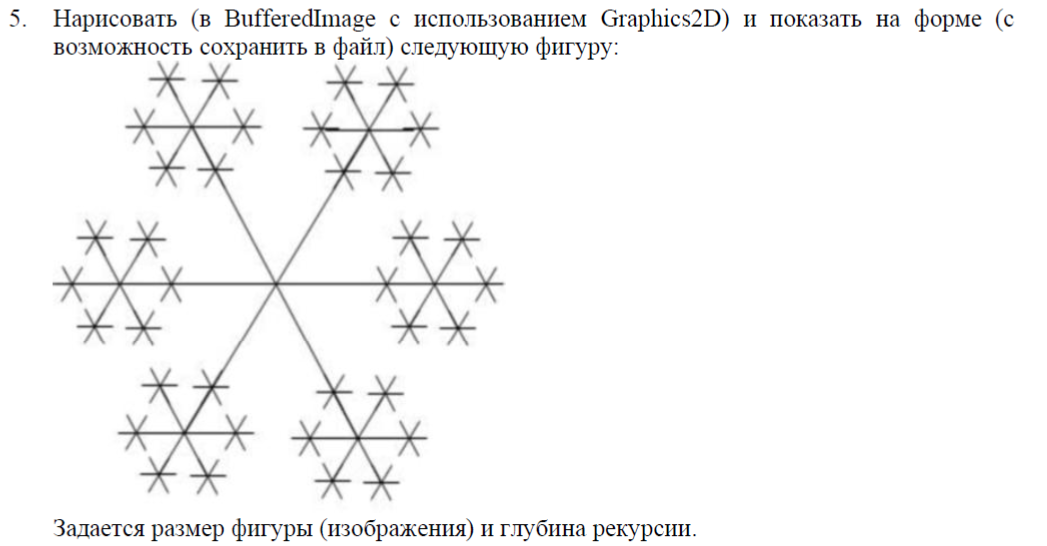 5. Нарисовать (в BufferedImage с использованием Graphics2D) и показать на форме (с
возможность сохранить в файл) следующую фигуру:
Задается размер фигуры (изображения) и глубина рекурсии.